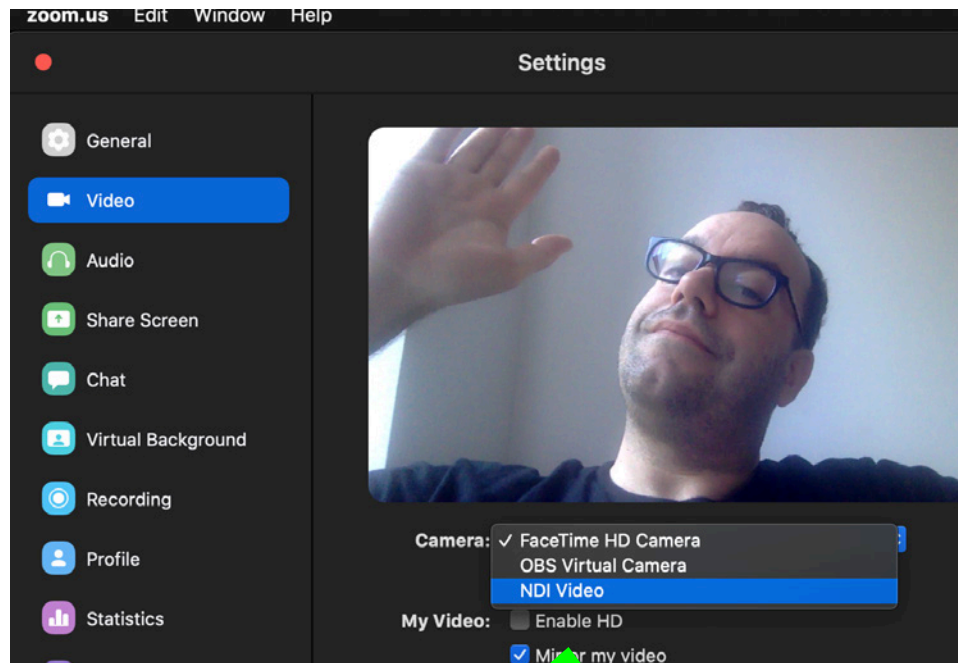 zoom.us Edit Window Help
Settings
General
Video
Audio
Share Screen
Chat
Virtual Background
Recording
Profile
Statistics
Camera: ✓ FaceTime HD Camera
OBS Virtual Camera
NDI Video
My Video: Enable HD
Mirror my video